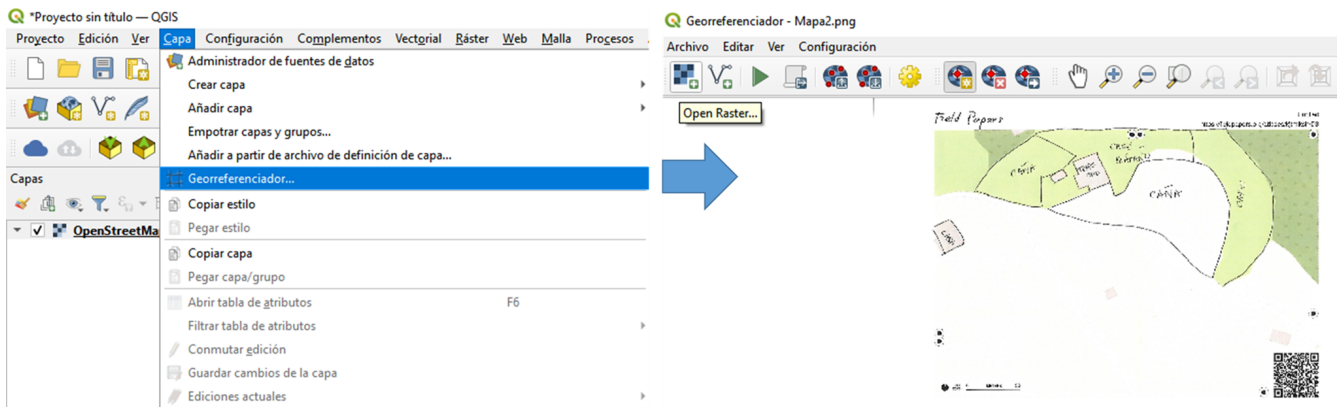 *Proyecto sin título — QGIS
Proyecto Edición Ver Capa Configuración Complementos Vectorial Ráster Web Malla Procesos
Administrador de fuentes de datos
Crear capa
Añadir capa
Empotrar capas y grupos...
Añadir a partir de archivo de definición de capa...
Capas
Georreferenciador...
Copiar estilo
Pegar estilo
OpenStreetMa
Copiar capa
Pegar capa/grupo
Abrir tabla de atributos F6
Filtrar tabla de atributos
Conmutar edición
Guardar cambios de la capa
Ediciones actuales
Georreferenciador - Mapa2.png
Archivo Editar Ver Configuración
Open Raster...
Field Papers
CAÑA
CAÑA